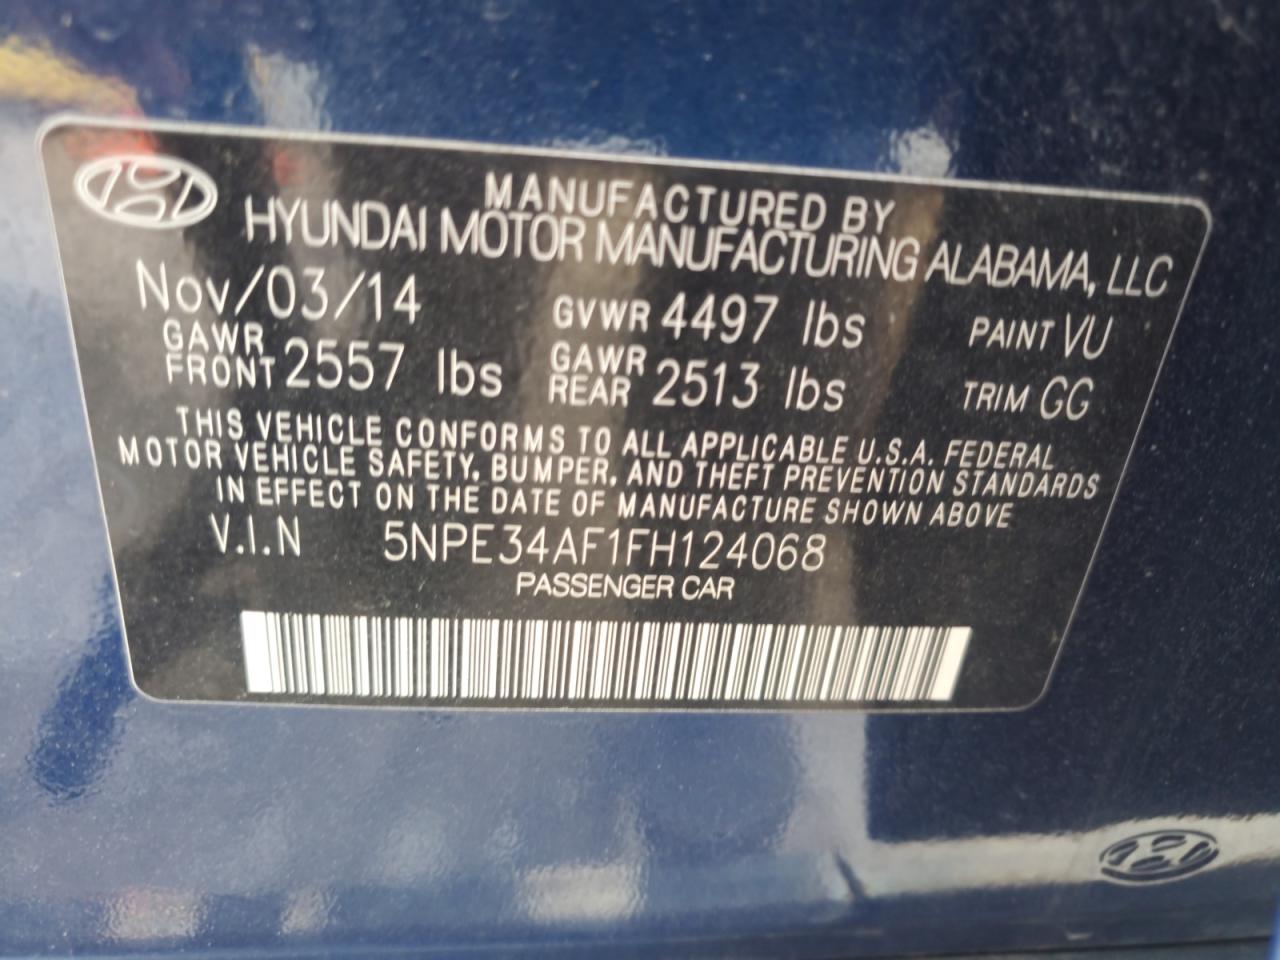 MANUFACTURED BY
HYUNDAI MOTOR MANUFACTURING ALABAMA, LLC
Nov/03/14 GVWR 4497 lbs PAINT VU
GAWR FRONT 2557 lbs GAWR REAR 2513 lbs TRIM GG
THIS VEHICLE CONFORMS TO ALL APPLICABLE U.S.A. FEDERAL
MOTOR VEHICLE SAFETY, BUMPER, AND THEFT PREVENTION STANDARDS
IN EFFECT ON THE DATE OF MANUFACTURE SHOWN ABOVE
V.I.N 5NPE34AF1FH124068
PASSENGER CAR